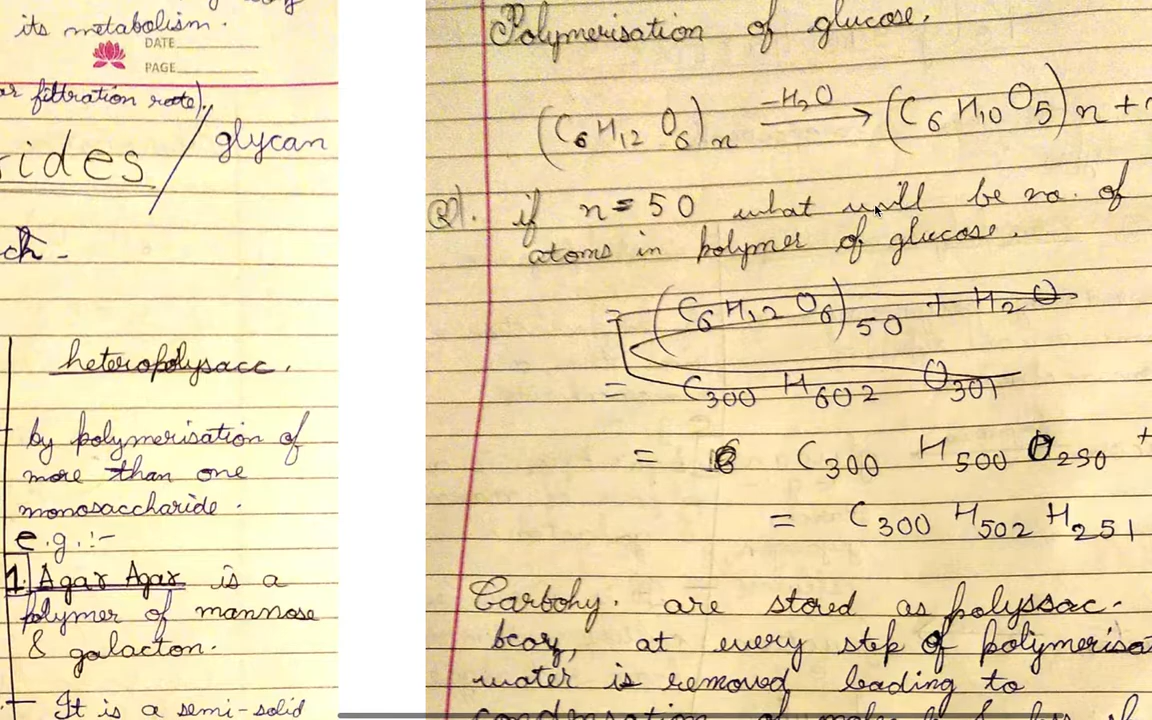 its metabolism.
DATE
PAGE
filtration rate).
rides / glycan
ch -
heteropolysacc.
by polymerisation of
more than one
monosaccharide.
e.g. :-
1. Agar Agar is a
polymer of mannose
& galacton.
It is a semi-solid
Polymerisation of glucose.
(C6H12O6)n -H2O → (C6H10O5)n +
Q1. if n = 50 what will be no. of
atoms in polymer of glucose.
= (C6H12O6)50 + H2O
= C300 H602 O301
= C300 H500 O250 +
= C300 H502 H251
Carbohy. are stored as polyssac.
bcoz, at every step of polymerisa
water is removed leading to